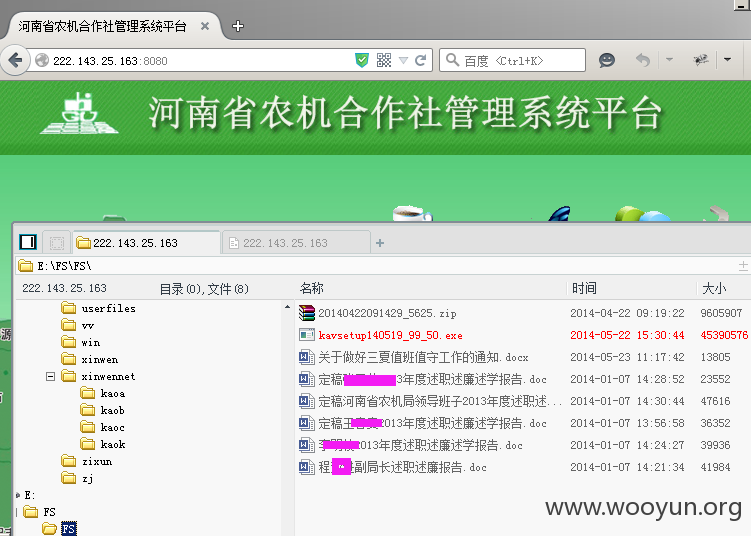 河南省农机合作社管理系统平台
222.143.25.163:8080
百度 <Ctrl+K>
河南省农机合作社管理系统平台
222.143.25.163
222.143.25.163
E:\FS\FS\
222.143.25.163 目录(0),文件(8) 名称 时间 大小
userfiles
vv
win
xinwen
xinwennet
kaoa
kaob
kaoc
kaok
zixun
zj
E:
FS
FS
20140422091429_5625.zip 2014-04-22 09:19:22 9605907
kavsetup140519_99_50.exe 2014-05-22 15:30:44 45390576
关于做好三夏值班值守工作的通知.docx 2014-05-23 11:17:42 13805
定稿 3年度述职述廉述学报告.doc 2014-01-07 14:28:52 23552
定稿河南省农机局领导班子2013年度述职述... 2014-01-07 14:30:44 47616
定稿王 2013年度述职述廉述学报告.doc 2014-01-07 13:56:58 36352
李 2013年度述职述廉述学报告.doc 2014-01-07 14:24:27 39936
程 副局长述职述廉报告.doc 2014-01-07 14:21:34 41984
源
www.wooyun.org